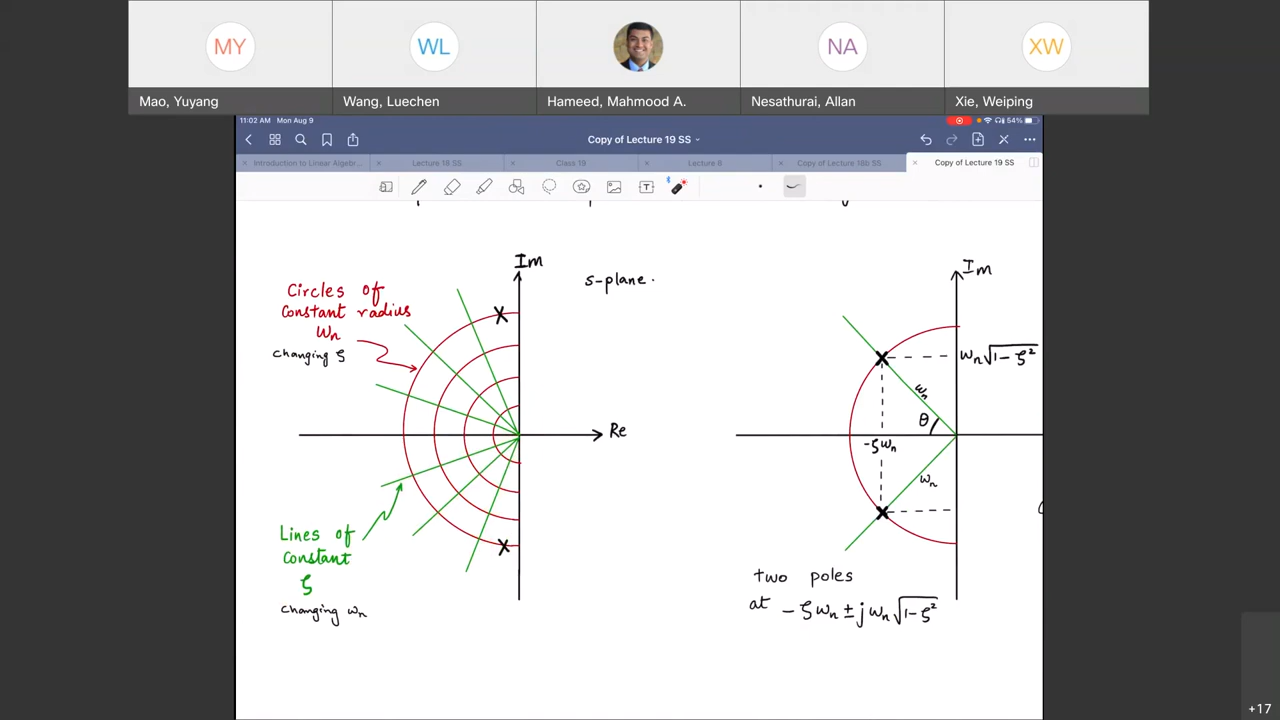 MY
WL
NA
XW
Mao, Yuyang
Wang, Luechen
Hameed, Mahmood A.
Nesathurai, Allan
Xie, Weiping
11:02 AM Mon Aug 9
54%
Copy of Lecture 19 SS
Introduction to Linear Algebr...
Lecture 18 SS
Class 19
Lecture 8
Copy of Lecture 18b SS
Copy of Lecture 19 SS
Im
s-plane.
Circles of
Constant radius
ωn
changing ζ
Re
Lines of
Constant
ζ
changing ωn
Im
ωn√1-ζ²
ωn
θ
-ζωn
ωn
two poles
at -ζωn ± jωn√1-ζ²
+17